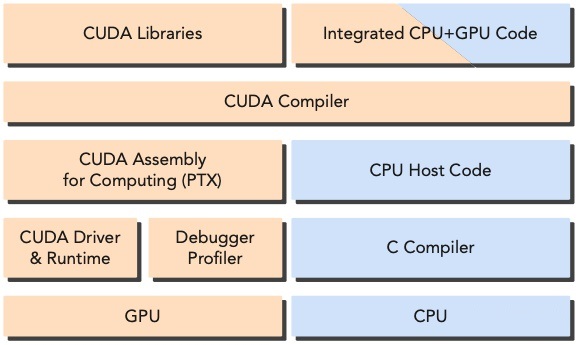 CUDA Libraries
Integrated CPU+GPU Code
CUDA Compiler
CUDA Assembly
for Computing (PTX)
CPU Host Code
CUDA Driver
& Runtime
Debugger
Profiler
C Compiler
GPU
CPU